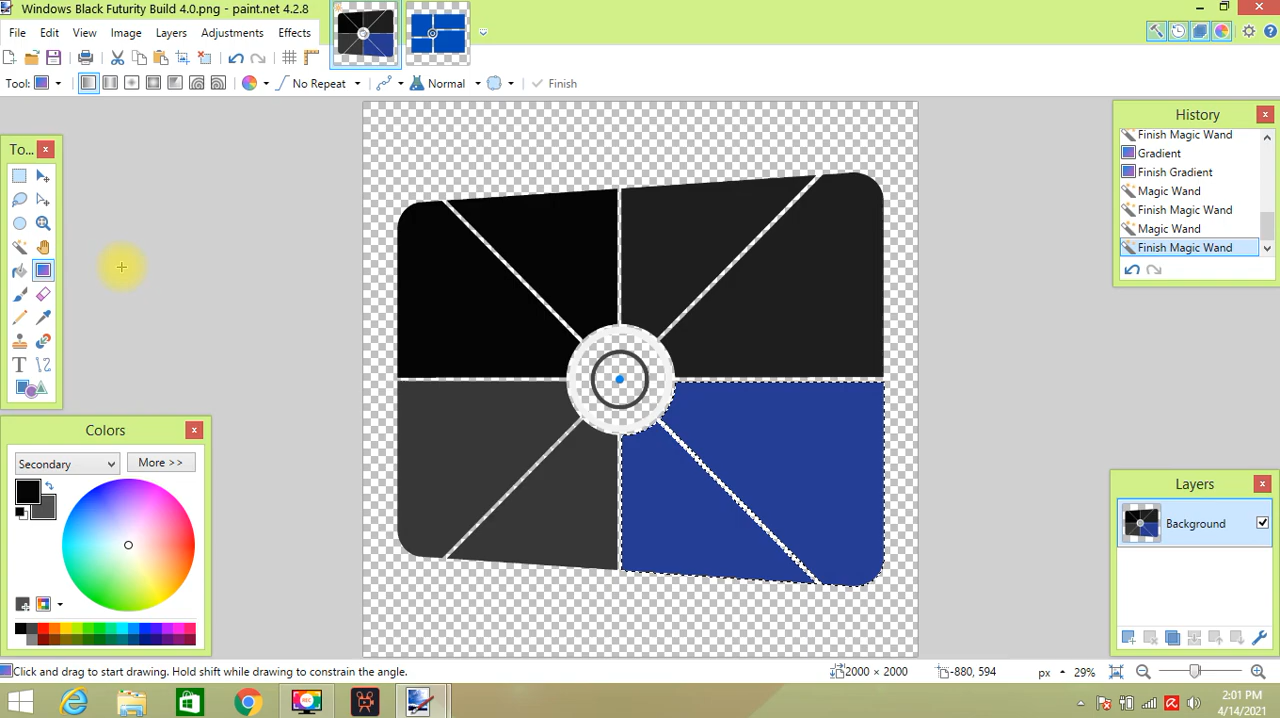 Windows Black Futurity Build 4.0.png - paint.net 4.2.8
File Edit View Image Layers Adjustments Effects
Tool: No Repeat Normal Finish
To...
History
Finish Magic Wand
Gradient
Finish Gradient
Magic Wand
Finish Magic Wand
Magic Wand
Finish Magic Wand
Colors
Secondary More >>
Layers
Background
Click and drag to start drawing. Hold shift while drawing to constrain the angle. 2000 × 2000 -880, 594 px 29%
REC
2:01 PM
4/14/2021